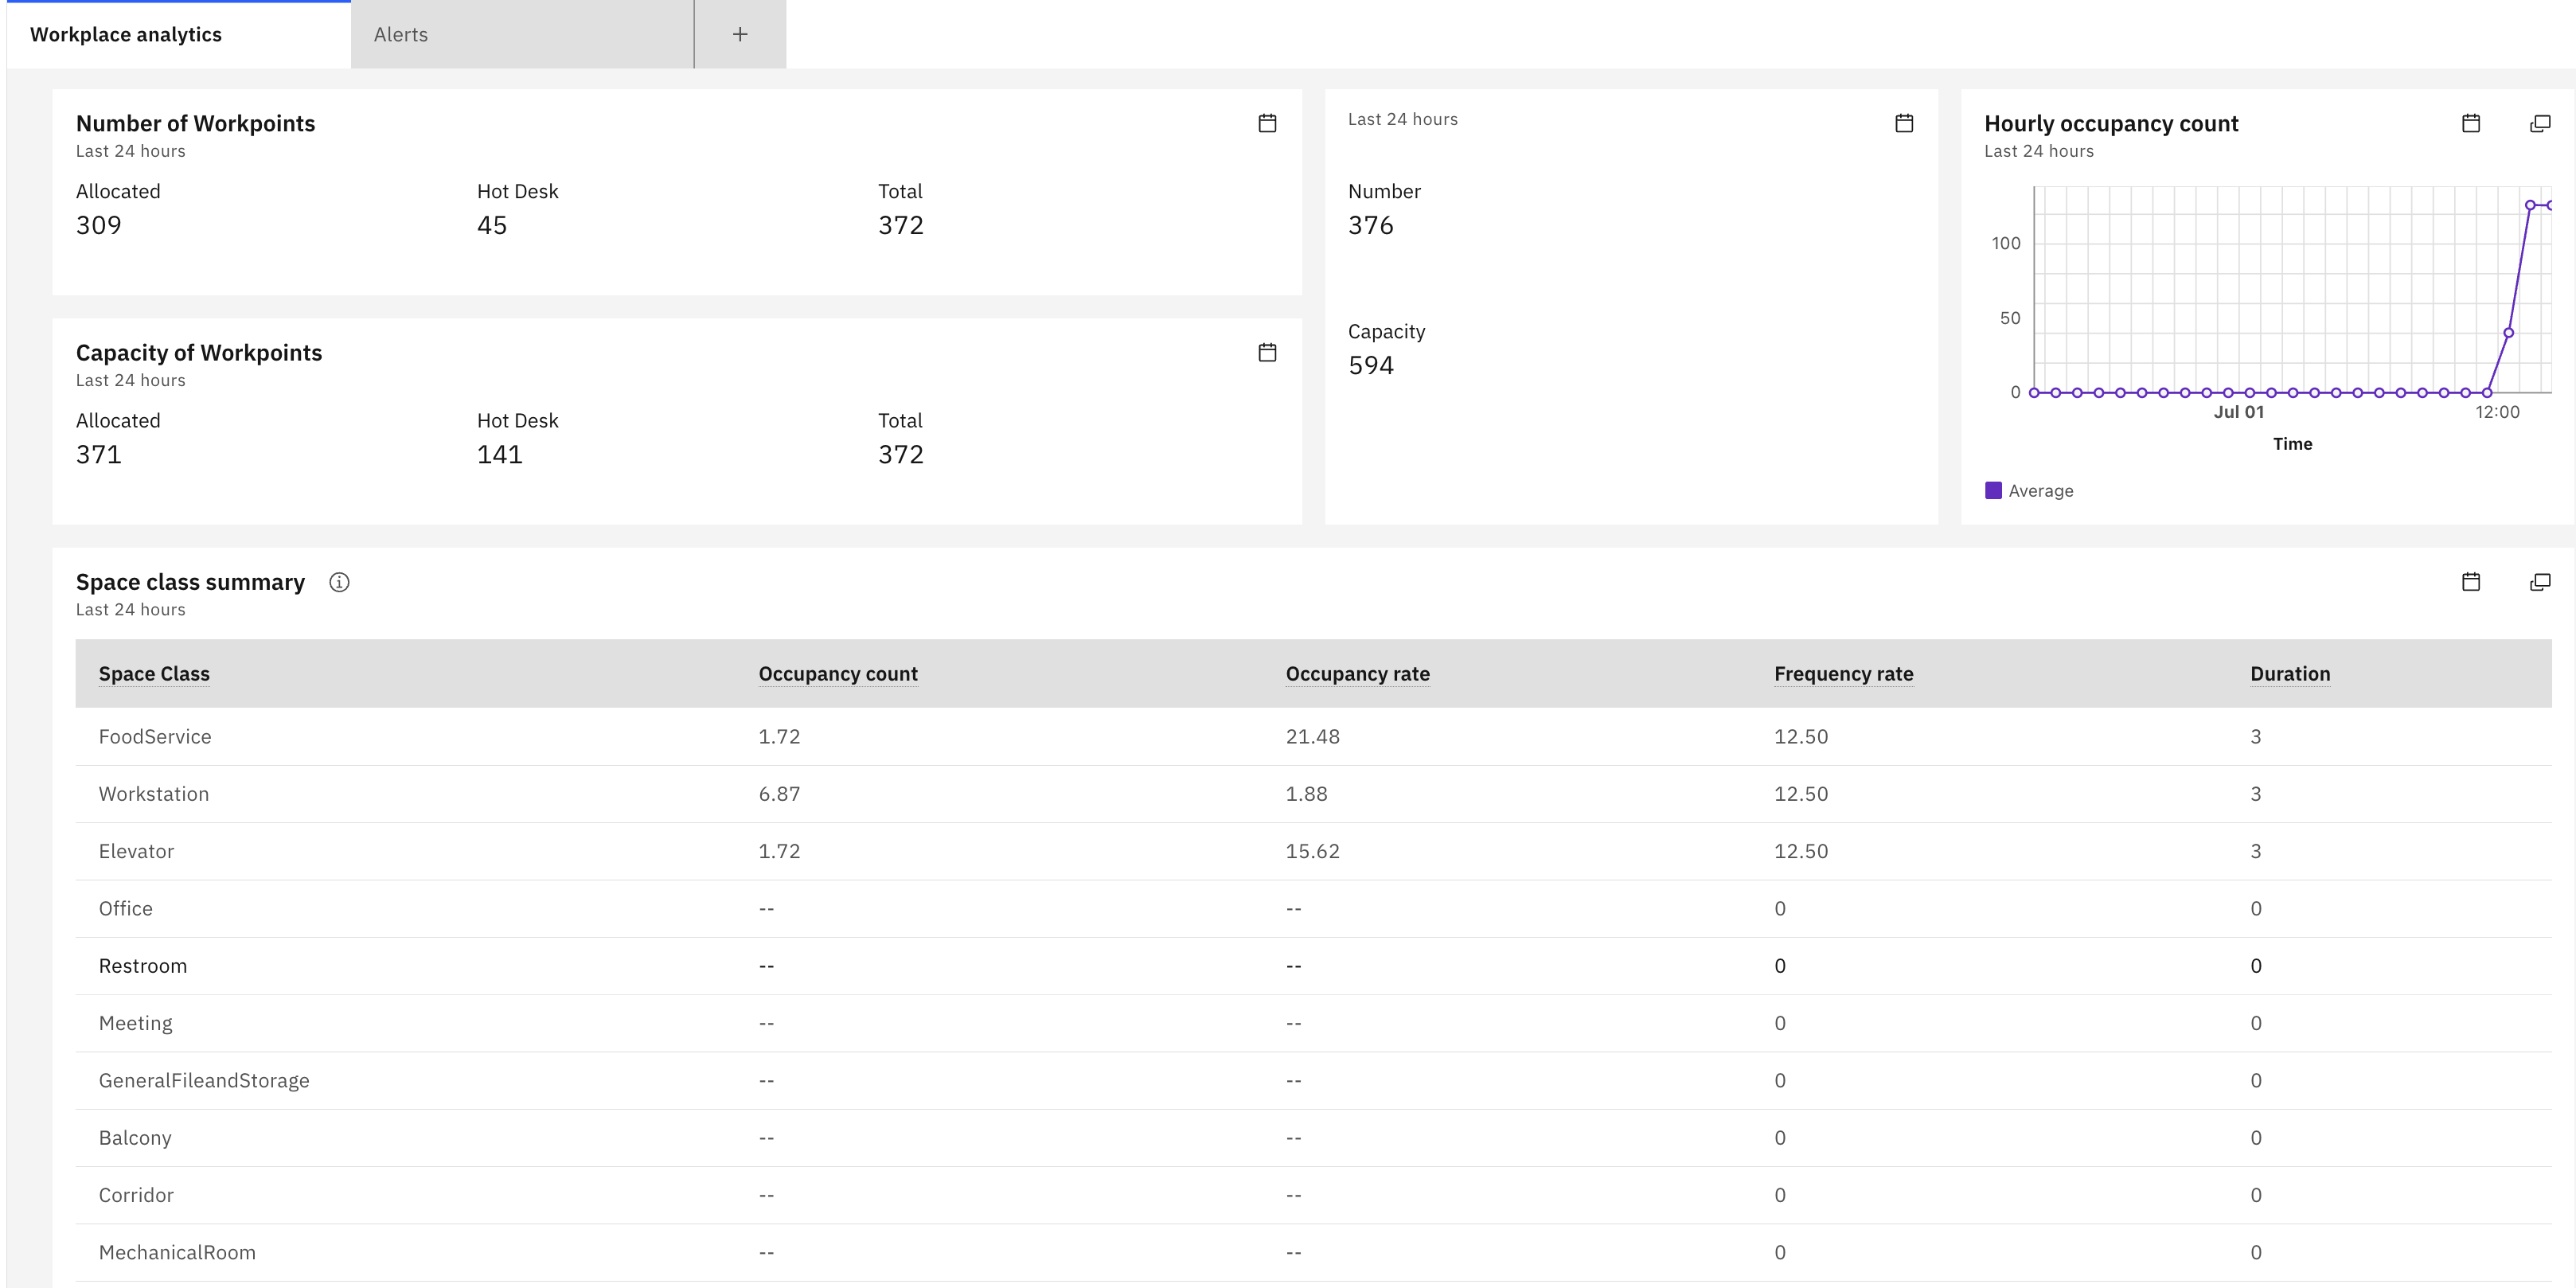 Workplace analytics Alerts +
Number of Workpoints
Last 24 hours
Allocated Hot Desk Total
309 45 372
Capacity of Workpoints
Last 24 hours
Allocated Hot Desk Total
371 141 372
Last 24 hours
Number
376
Capacity
594
Hourly occupancy count
Last 24 hours
100
50
0
Jul 01 12:00
Time
Average
Space class summary
Last 24 hours
Space Class Occupancy count Occupancy rate Frequency rate Duration
FoodService 1.72 21.48 12.50 3
Workstation 6.87 1.88 12.50 3
Elevator 1.72 15.62 12.50 3
Office -- -- 0 0
Restroom -- -- 0 0
Meeting -- -- 0 0
GeneralFileandStorage -- -- 0 0
Balcony -- -- 0 0
Corridor -- -- 0 0
MechanicalRoom -- -- 0 0